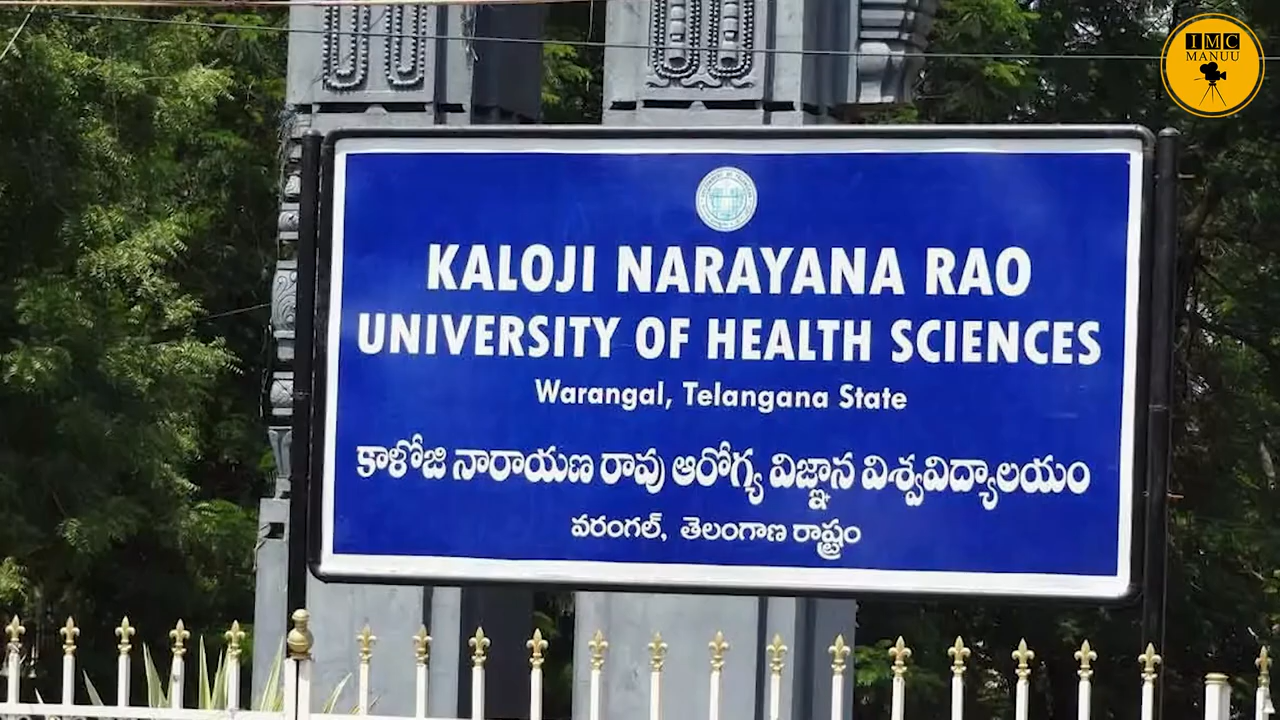 IMC
MANUU
KALOJI NARAYANA RAO
UNIVERSITY OF HEALTH SCIENCES
Warangal, Telangana State
కాళోజి నారాయణ రావు ఆరోగ్య విజ్ఞాన విశ్వవిద్యాలయం
వరంగల్, తెలంగాణ రాష్ట్రం